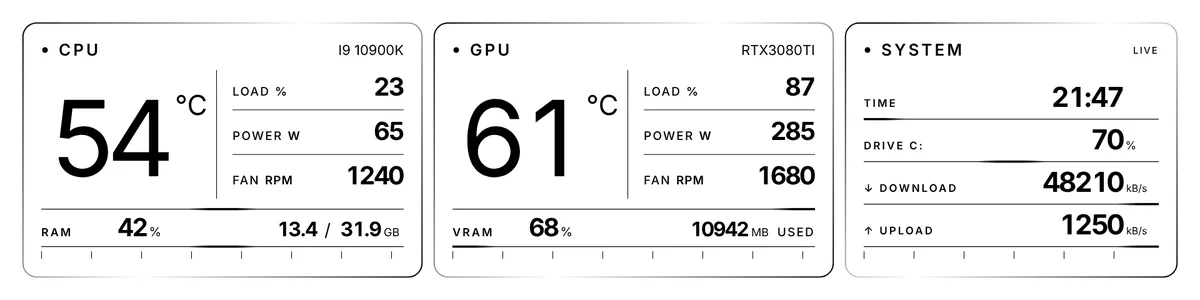 • CPU I9 10900K
54 °C
LOAD % 23
POWER W 65
FAN RPM 1240
RAM 42% 13.4 / 31.9 GB
• GPU RTX3080TI
61 °C
LOAD % 87
POWER W 285
FAN RPM 1680
VRAM 68% 10942 MB USED
• SYSTEM LIVE
TIME 21:47
DRIVE C: 70%
↓ DOWNLOAD 48210 kB/s
↑ UPLOAD 1250 kB/s